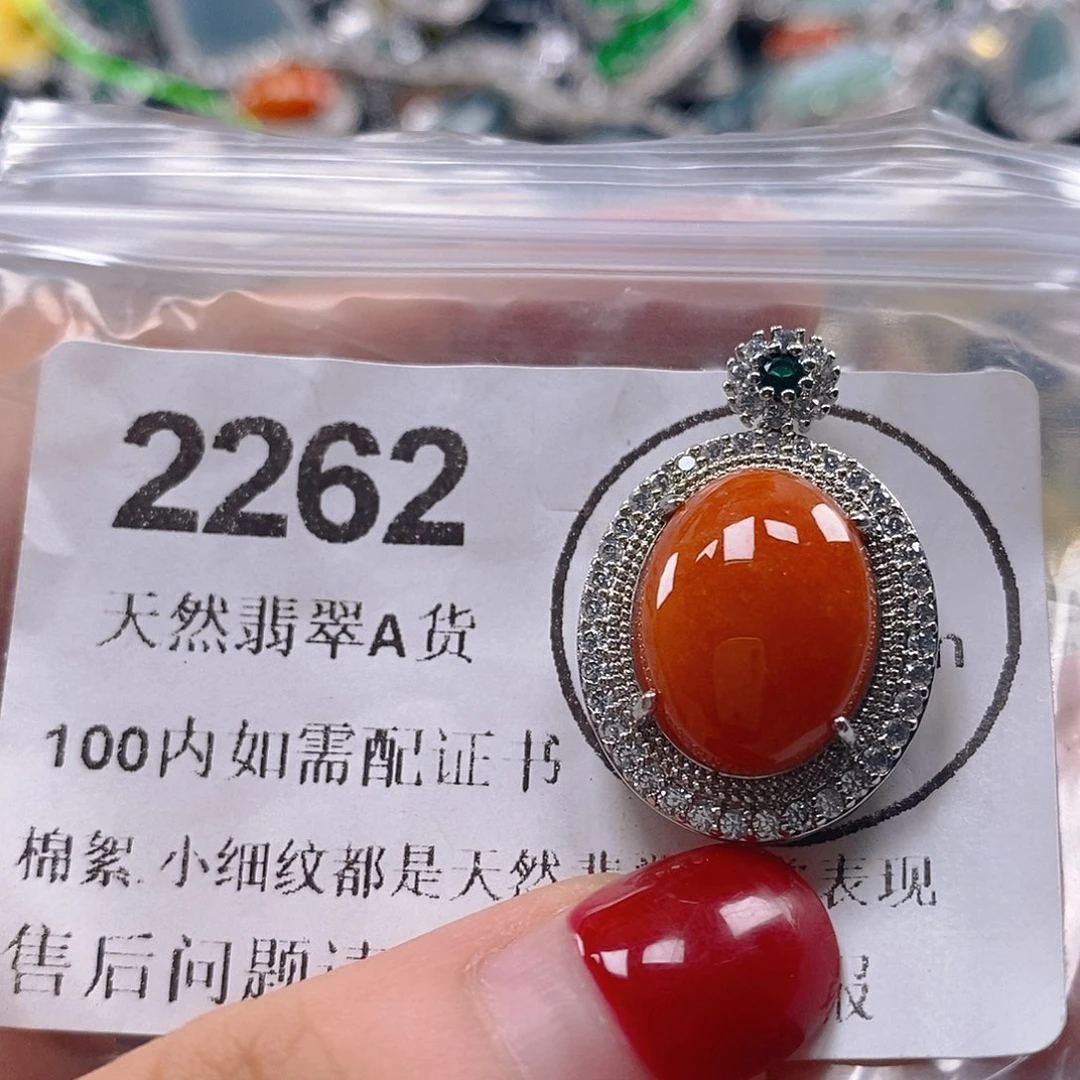 2262
天然翡翠A货
n
100内如需配证书
棉絮.小细纹都是天然 表现
售后问题